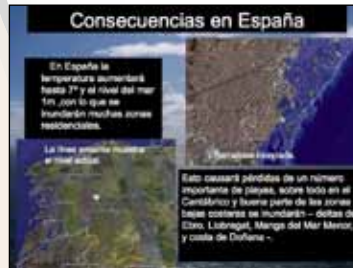 Consecuencias en España
En España la
temperatura aumentará
hasta 7º y el nivel del mar
1m ,con lo que se
inundarán muchas zonas
residenciales.
La línea amarilla muestra
el nivel actual
Barcelona inundada
Esto causará pérdidas de un número
importante de playas, sobre todo en el
Cantábrico y buena parte de las zonas
bajas costeras se inundarán – deltas de
Ebro, Llobregat, Manga del Mar Menor,
y costa de Doñana –.